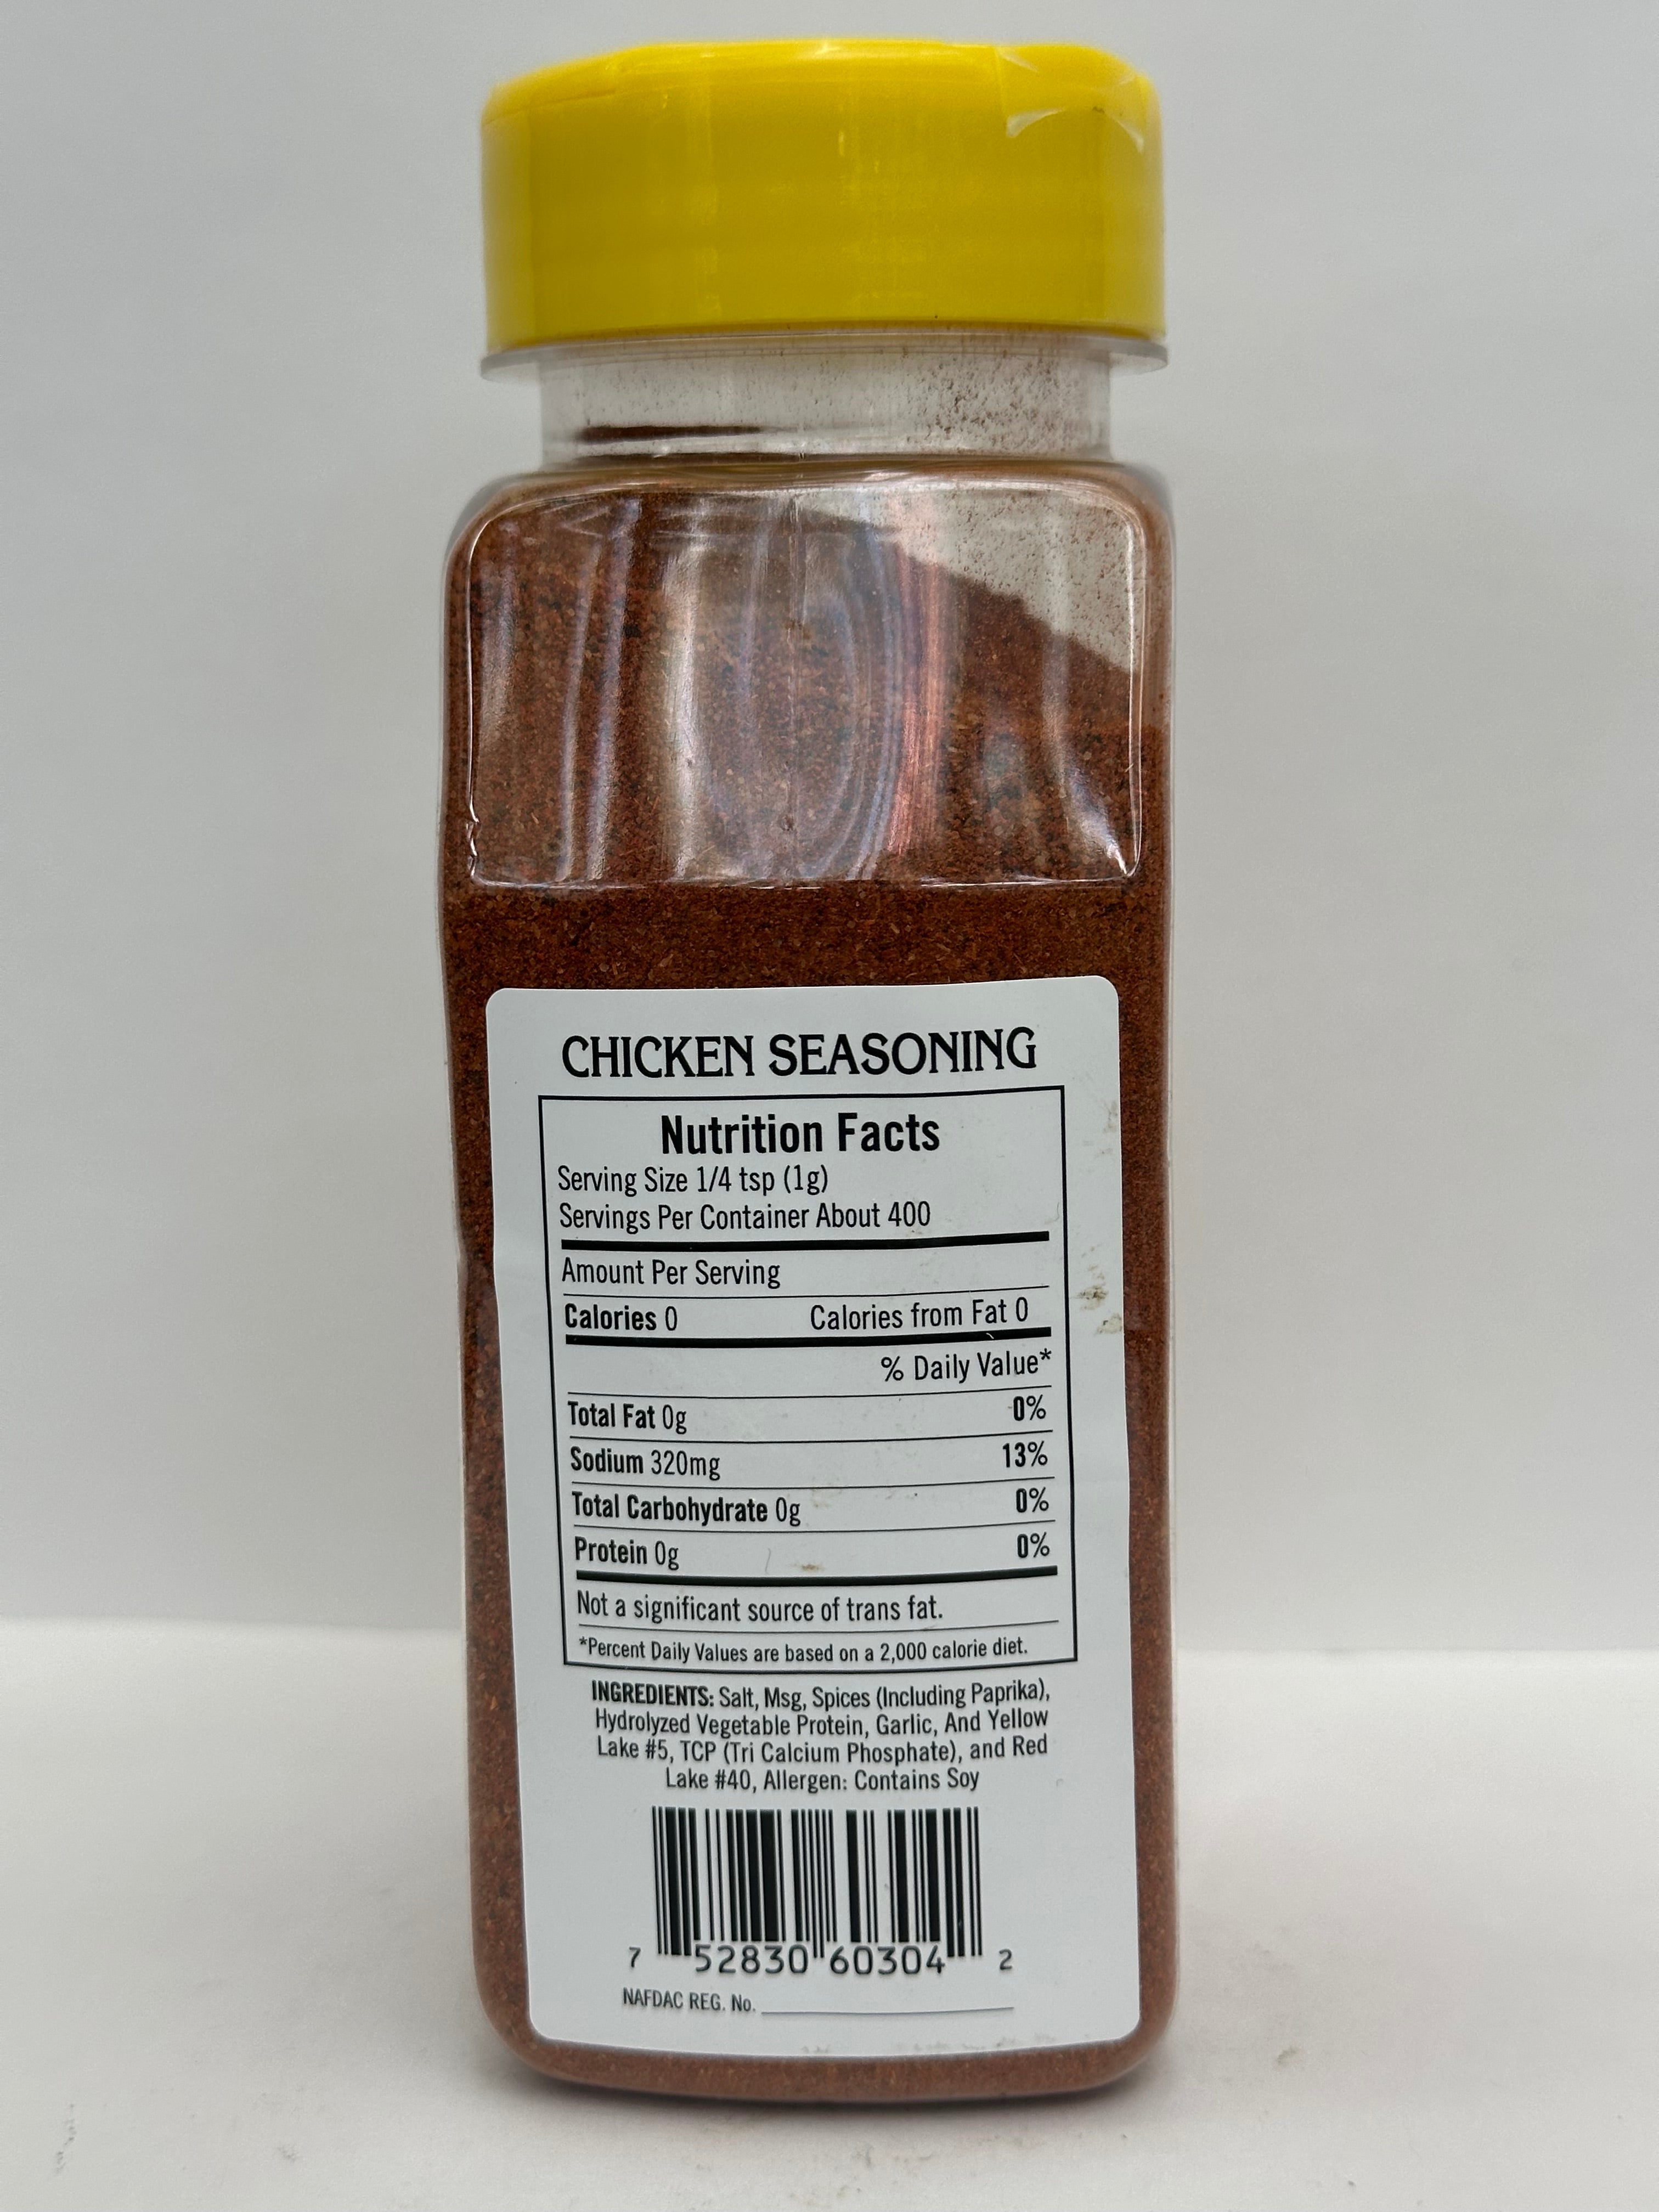 CHICKEN SEASONING
Nutrition Facts
Serving Size 1/4 tsp (1g)
Servings Per Container About 400
Amount Per Serving
Calories 0 Calories from Fat 0
% Daily Value*
Total Fat 0g 0%
Sodium 320mg 13%
Total Carbohydrate 0g 0%
Protein 0g 0%
Not a significant source of trans fat.
*Percent Daily Values are based on a 2,000 calorie diet.
INGREDIENTS: Salt, Msg, Spices (Including Paprika),
Hydrolyzed Vegetable Protein, Garlic, And Yellow
Lake #5, TCP (Tri Calcium Phosphate), and Red
Lake #40, Allergen: Contains Soy
7 52830 60304 2
NAFDAC REG. No. ____________________